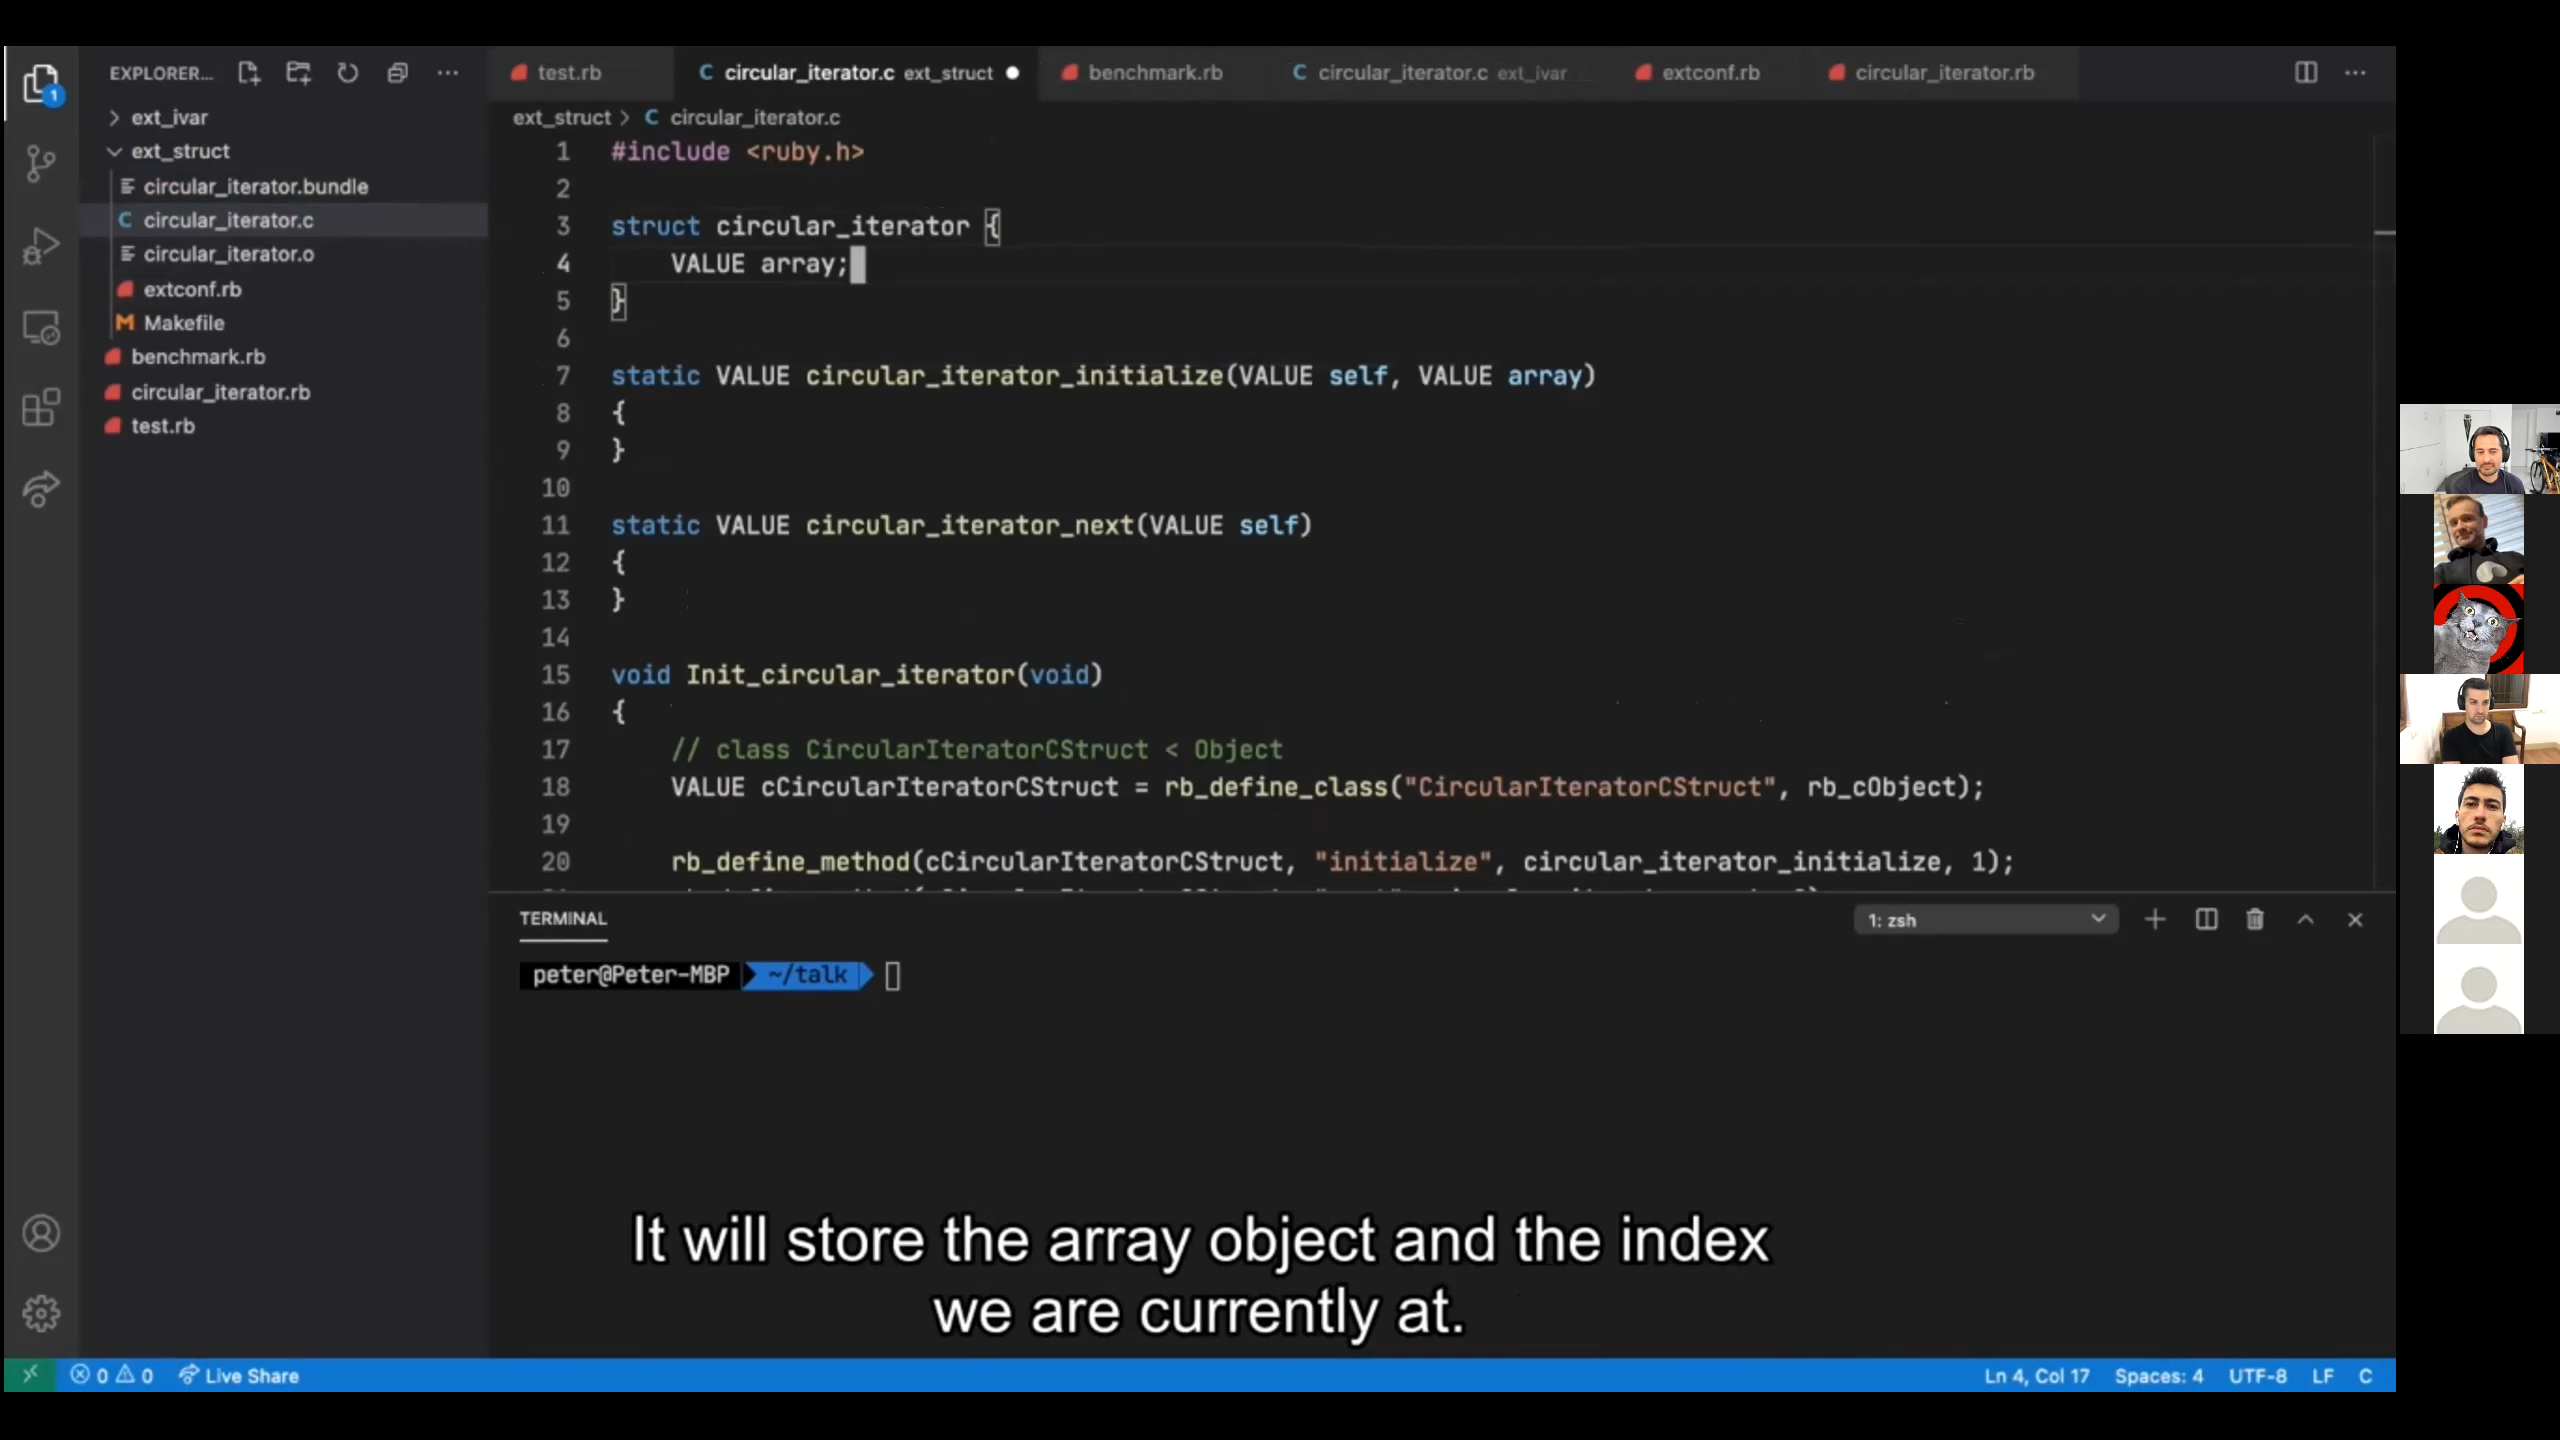 EXPLORER...
ext_ivar
ext_struct
circular_iterator.bundle
C circular_iterator.c
circular_iterator.o
extconf.rb
M Makefile
benchmark.rb
circular_iterator.rb
test.rb
1
test.rb
C circular_iterator.c ext_struct
benchmark.rb
C circular_iterator.c ext_ivar
extconf.rb
circular_iterator.rb
ext_struct > C circular_iterator.c
1 #include <ruby.h>
2
3 struct circular_iterator {
4 VALUE array;
5 }
6
7 static VALUE circular_iterator_initialize(VALUE self, VALUE array)
8 {
9 }
10
11 static VALUE circular_iterator_next(VALUE self)
12 {
13 }
14
15 void Init_circular_iterator(void)
16 {
17 // class CircularIteratorCStruct < Object
18 VALUE cCircularIteratorCStruct = rb_define_class("CircularIteratorCStruct", rb_cObject);
19
20 rb_define_method(cCircularIteratorCStruct, "initialize", circular_iterator_initialize, 1);
TERMINAL
1: zsh
peter@Peter-MBP ~/talk
It will store the array object and the index
we are currently at.
0 0 Live Share
Ln 4, Col 17 Spaces: 4 UTF-8 LF C